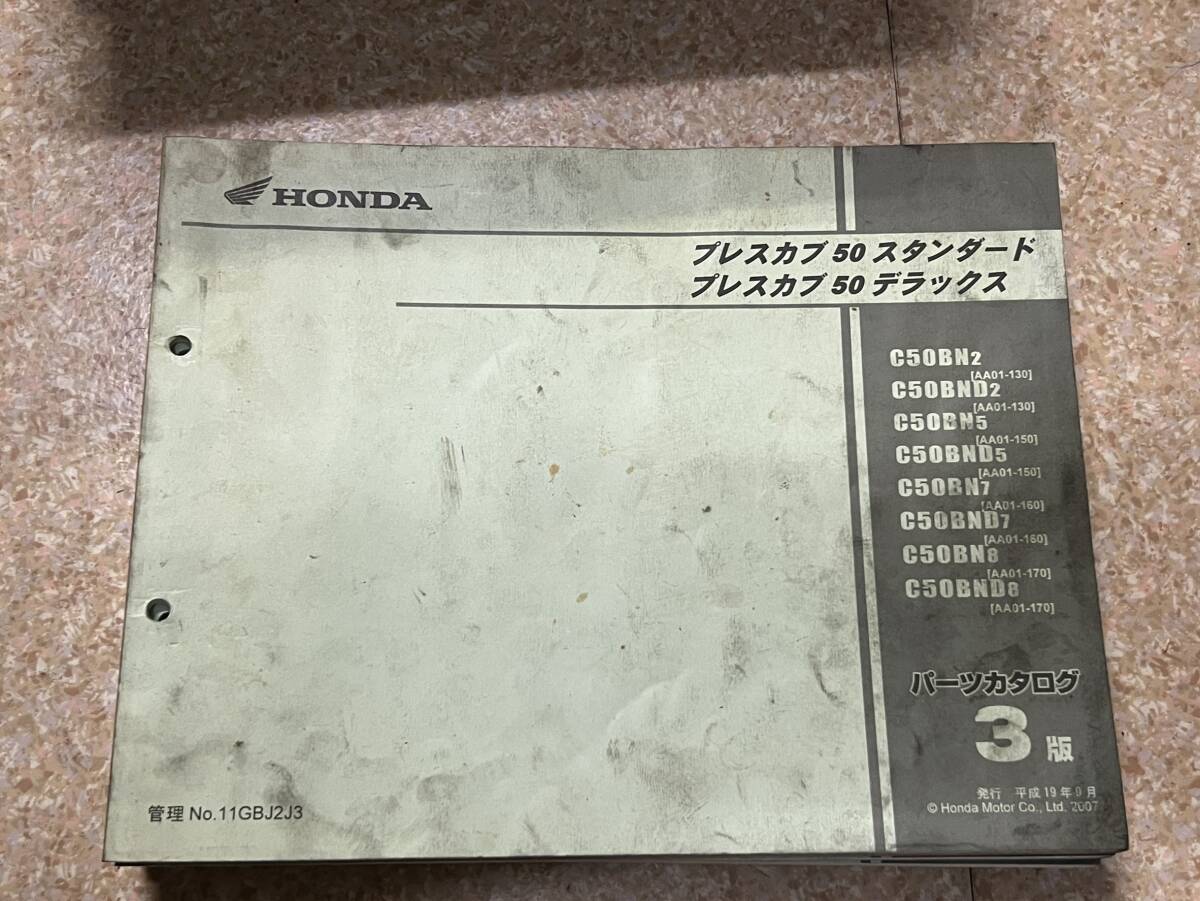 HONDA
プレスカブ 50 スタンダード
プレスカブ 50 デラックス
C50BN2
[AA01-130]
C50BND2
[AA01-130]
C50BN5
[AA01-150]
C50BND5
[AA01-150]
C50BN7
[AA01-160]
C50BND7
[AA01-160]
C50BN8
[AA01-170]
C50BND8
[AA01-170]
パーツカタログ
3 版
発行 平成 19 年 9 月
© Honda Motor Co., Ltd. 2007
管理 No.11GBJ2J3